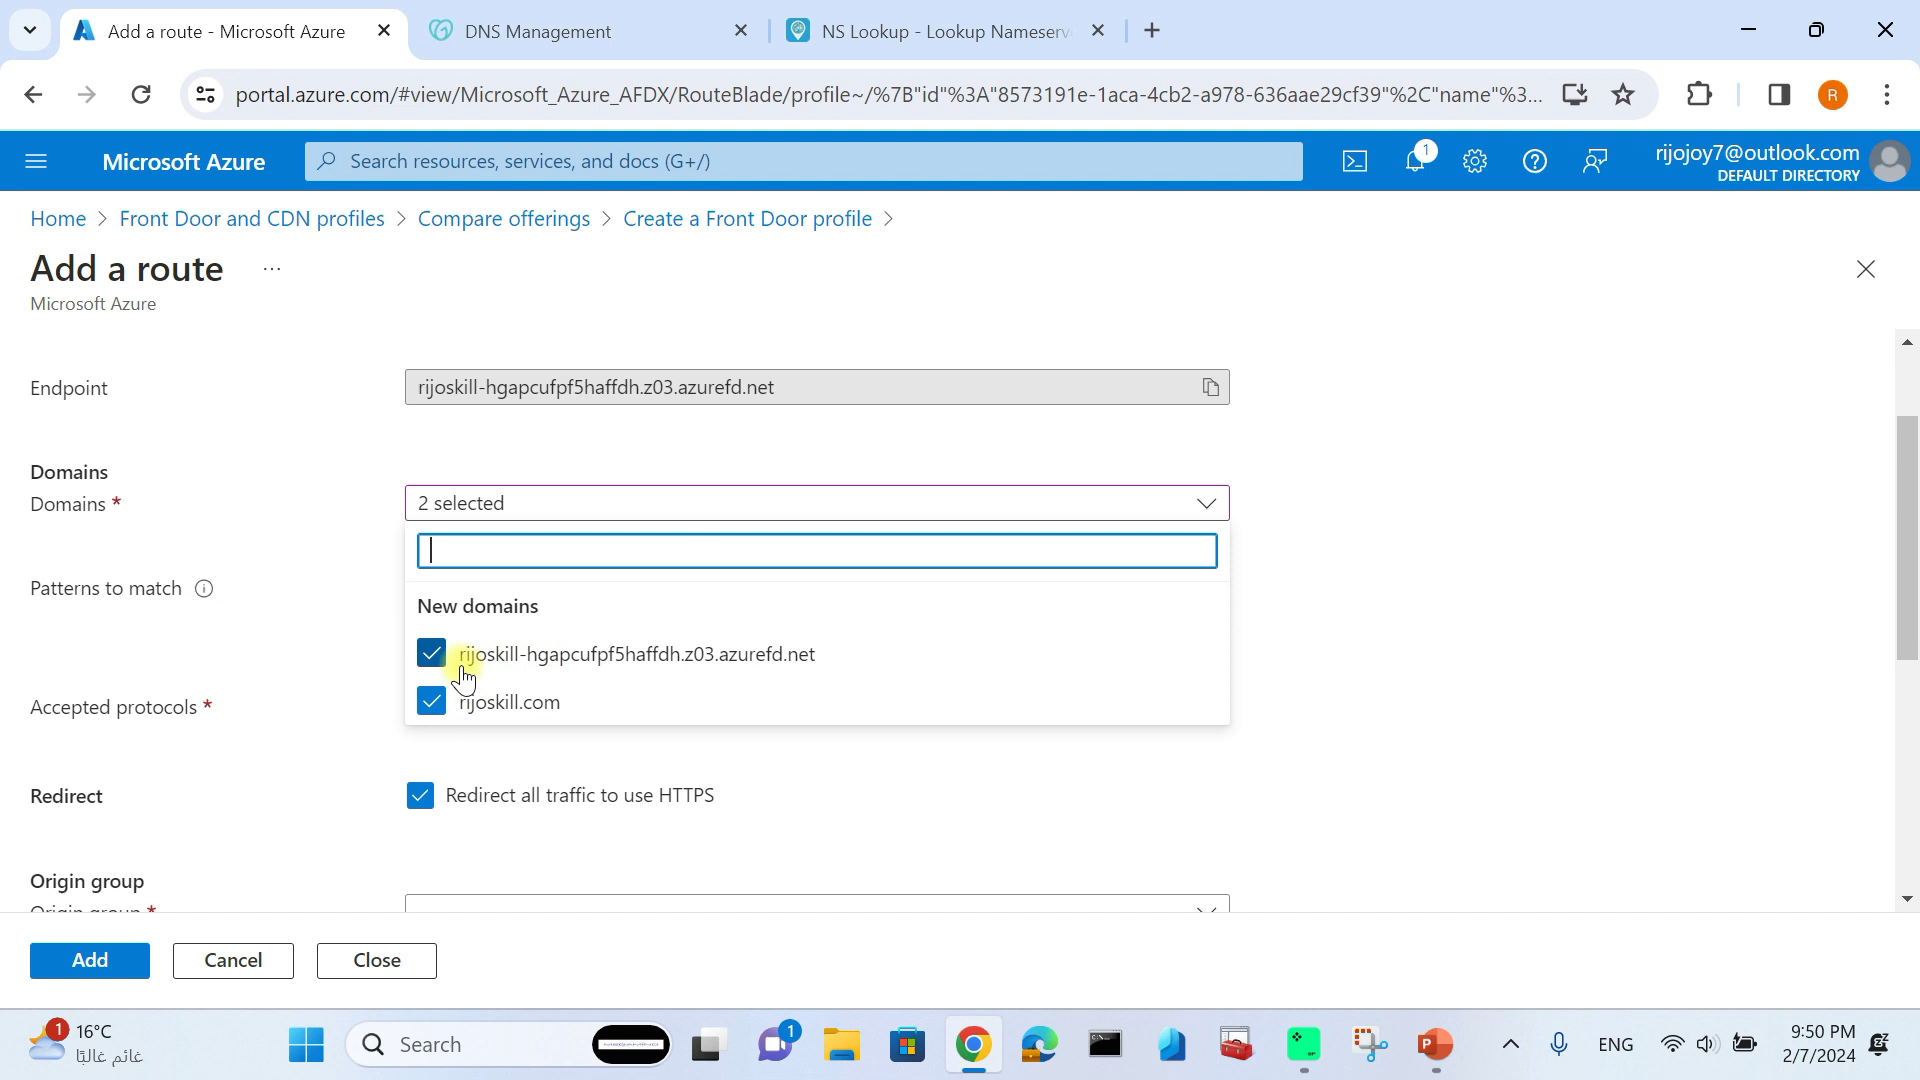 Add a route - Microsoft Azure
DNS Management
NS Lookup - Lookup Nameserv
portal.azure.com/#view/Microsoft_Azure_AFDX/RouteBlade/profile~/%7B"id"%3A"8573191e-1aca-4cb2-a978-636aae29cf39"%2C"name"%3...
R
Microsoft Azure
Search resources, services, and docs (G+/)
1
rijojoy7@outlook.com
DEFAULT DIRECTORY
Home > Front Door and CDN profiles > Compare offerings > Create a Front Door profile >
Add a route ...
Microsoft Azure
Endpoint
rijoskill-hgapcufpf5haffdh.z03.azurefd.net
Domains
Domains *
2 selected
Patterns to match
New domains
rijoskill-hgapcufpf5haffdh.z03.azurefd.net
rijoskill.com
Accepted protocols *
Redirect
Redirect all traffic to use HTTPS
Origin group
Origin group *
Add
Cancel
Close
1
16°C
غائم غالبًا
Search
1
ENG
9:50 PM
2/7/2024